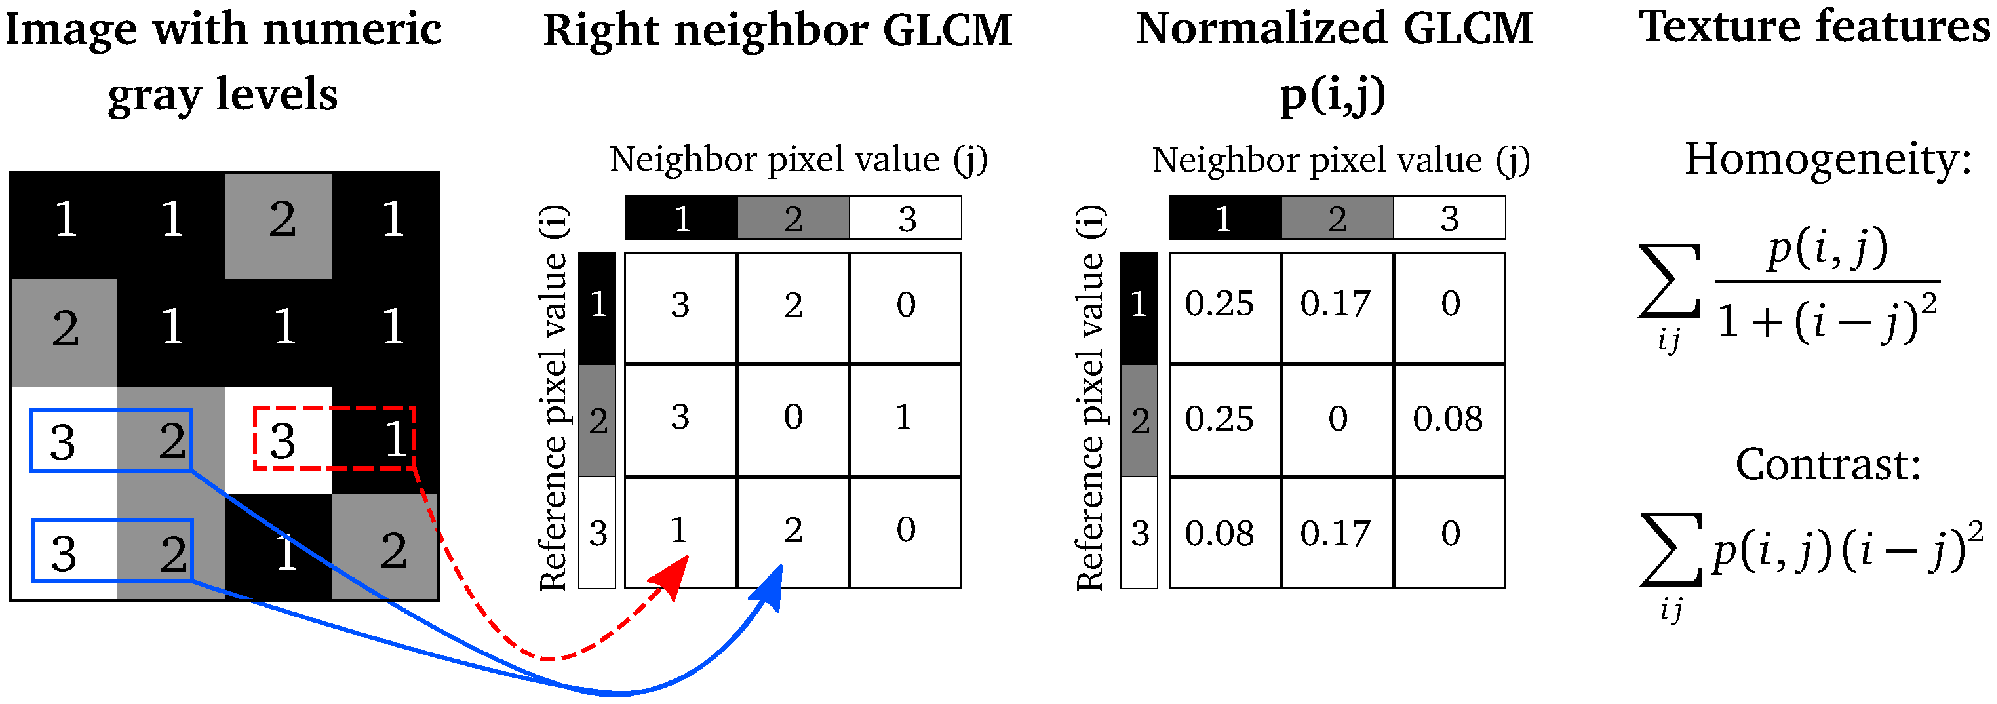 Image with numeric
gray levels
1 1 2 1
2 1 1 1
3 2 3 1
3 2 1 2
Right neighbor GLCM
Neighbor pixel value (j)
Reference pixel value (i)
1 2 3
1 3 2 0
2 3 0 1
3 1 2 0
Normalized GLCM
p(i,j)
Neighbor pixel value (j)
Reference pixel value (i)
1 2 3
1 0.25 0.17 0
2 0.25 0 0.08
3 0.08 0.17 0
Texture features
Homogeneity:
∑_{ij} p(i, j) / (1 + (i − j)²)
Contrast:
∑_{ij} p(i, j)(i − j)²